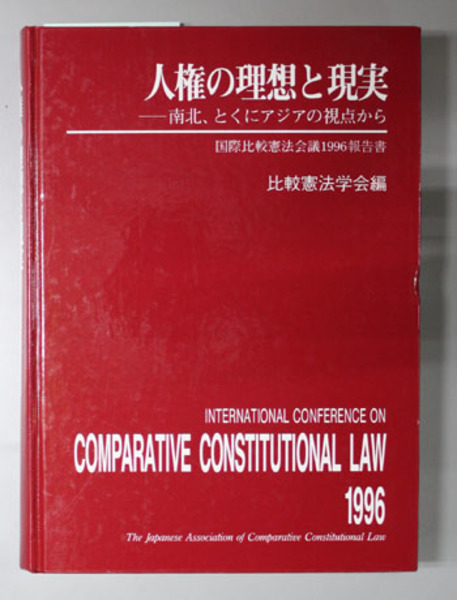 人権の理想と現実
――南北、とくにアジアの視点から
国際比較憲法会議1996報告書
比較憲法学会編
INTERNATIONAL CONFERENCE ON
COMPARATIVE CONSTITUTIONAL LAW
1996
The Japanese Association of Comparative Constitutional Law